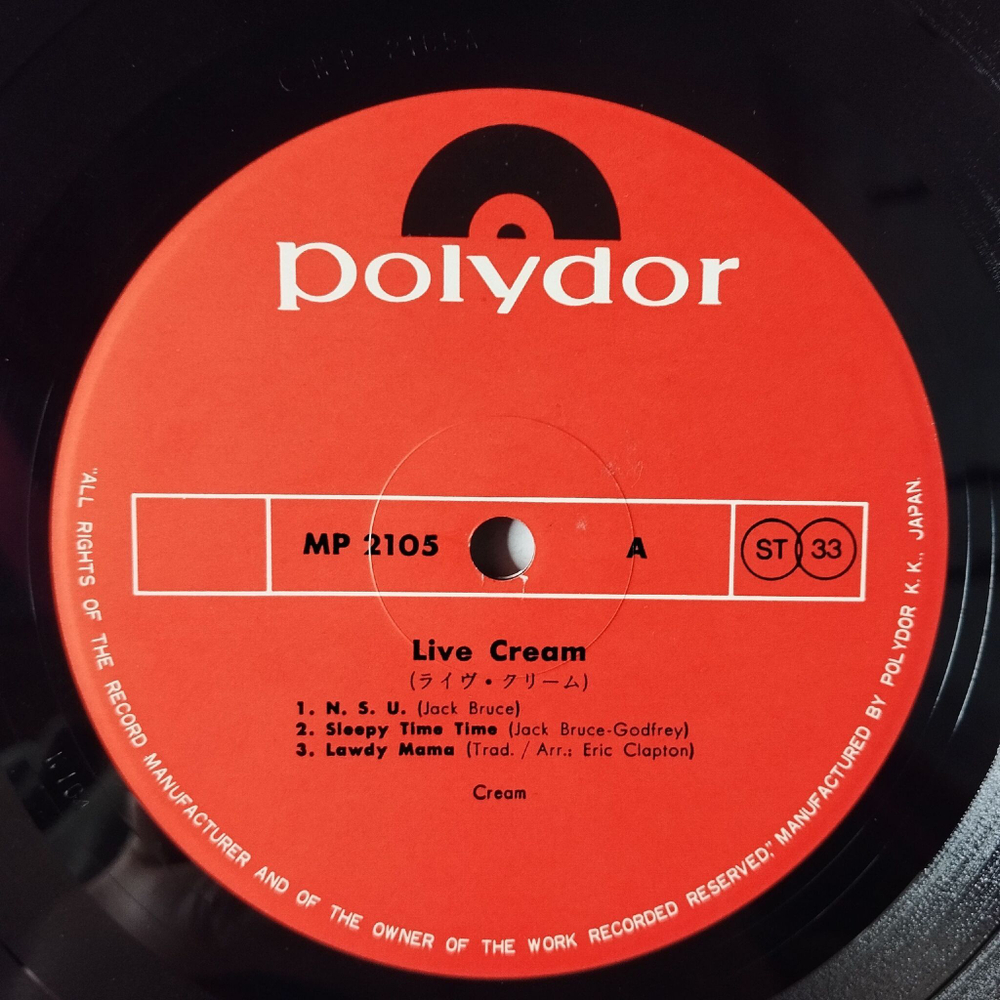 polydor
MP 2105
A
ST 33
Live Cream
(ライヴ・クリーム)
1. N. S. U. (Jack Bruce)
2. Sleepy Time Time (Jack Bruce-Godfrey)
3. Lawdy Mama (Trad. / Arr.: Eric Clapton)
Cream
"ALL RIGHTS OF THE RECORD MANUFACTURER AND OF THE OWNER OF THE WORK RECORDED RESERVED." MANUFACTURED BY POLYDOR K. K., JAPAN.